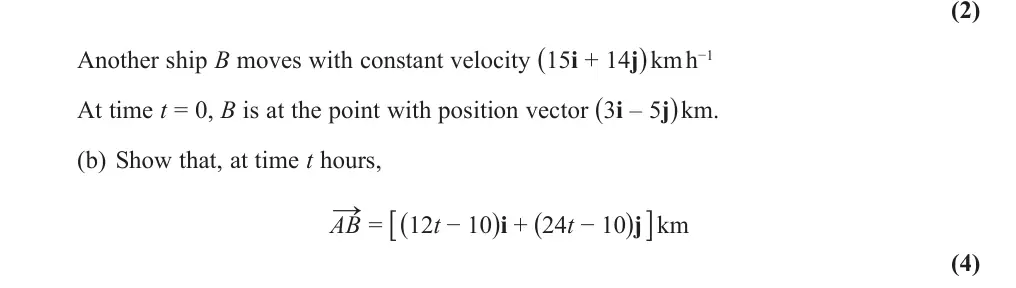 (2)
Another ship B moves with constant velocity (15i + 14j) km h⁻¹
At time t = 0, B is at the point with position vector (3i – 5j) km.
(b) Show that, at time t hours,
$\overrightarrow{AB}$ = [(12t − 10)i + (24t − 10)j] km
(4)